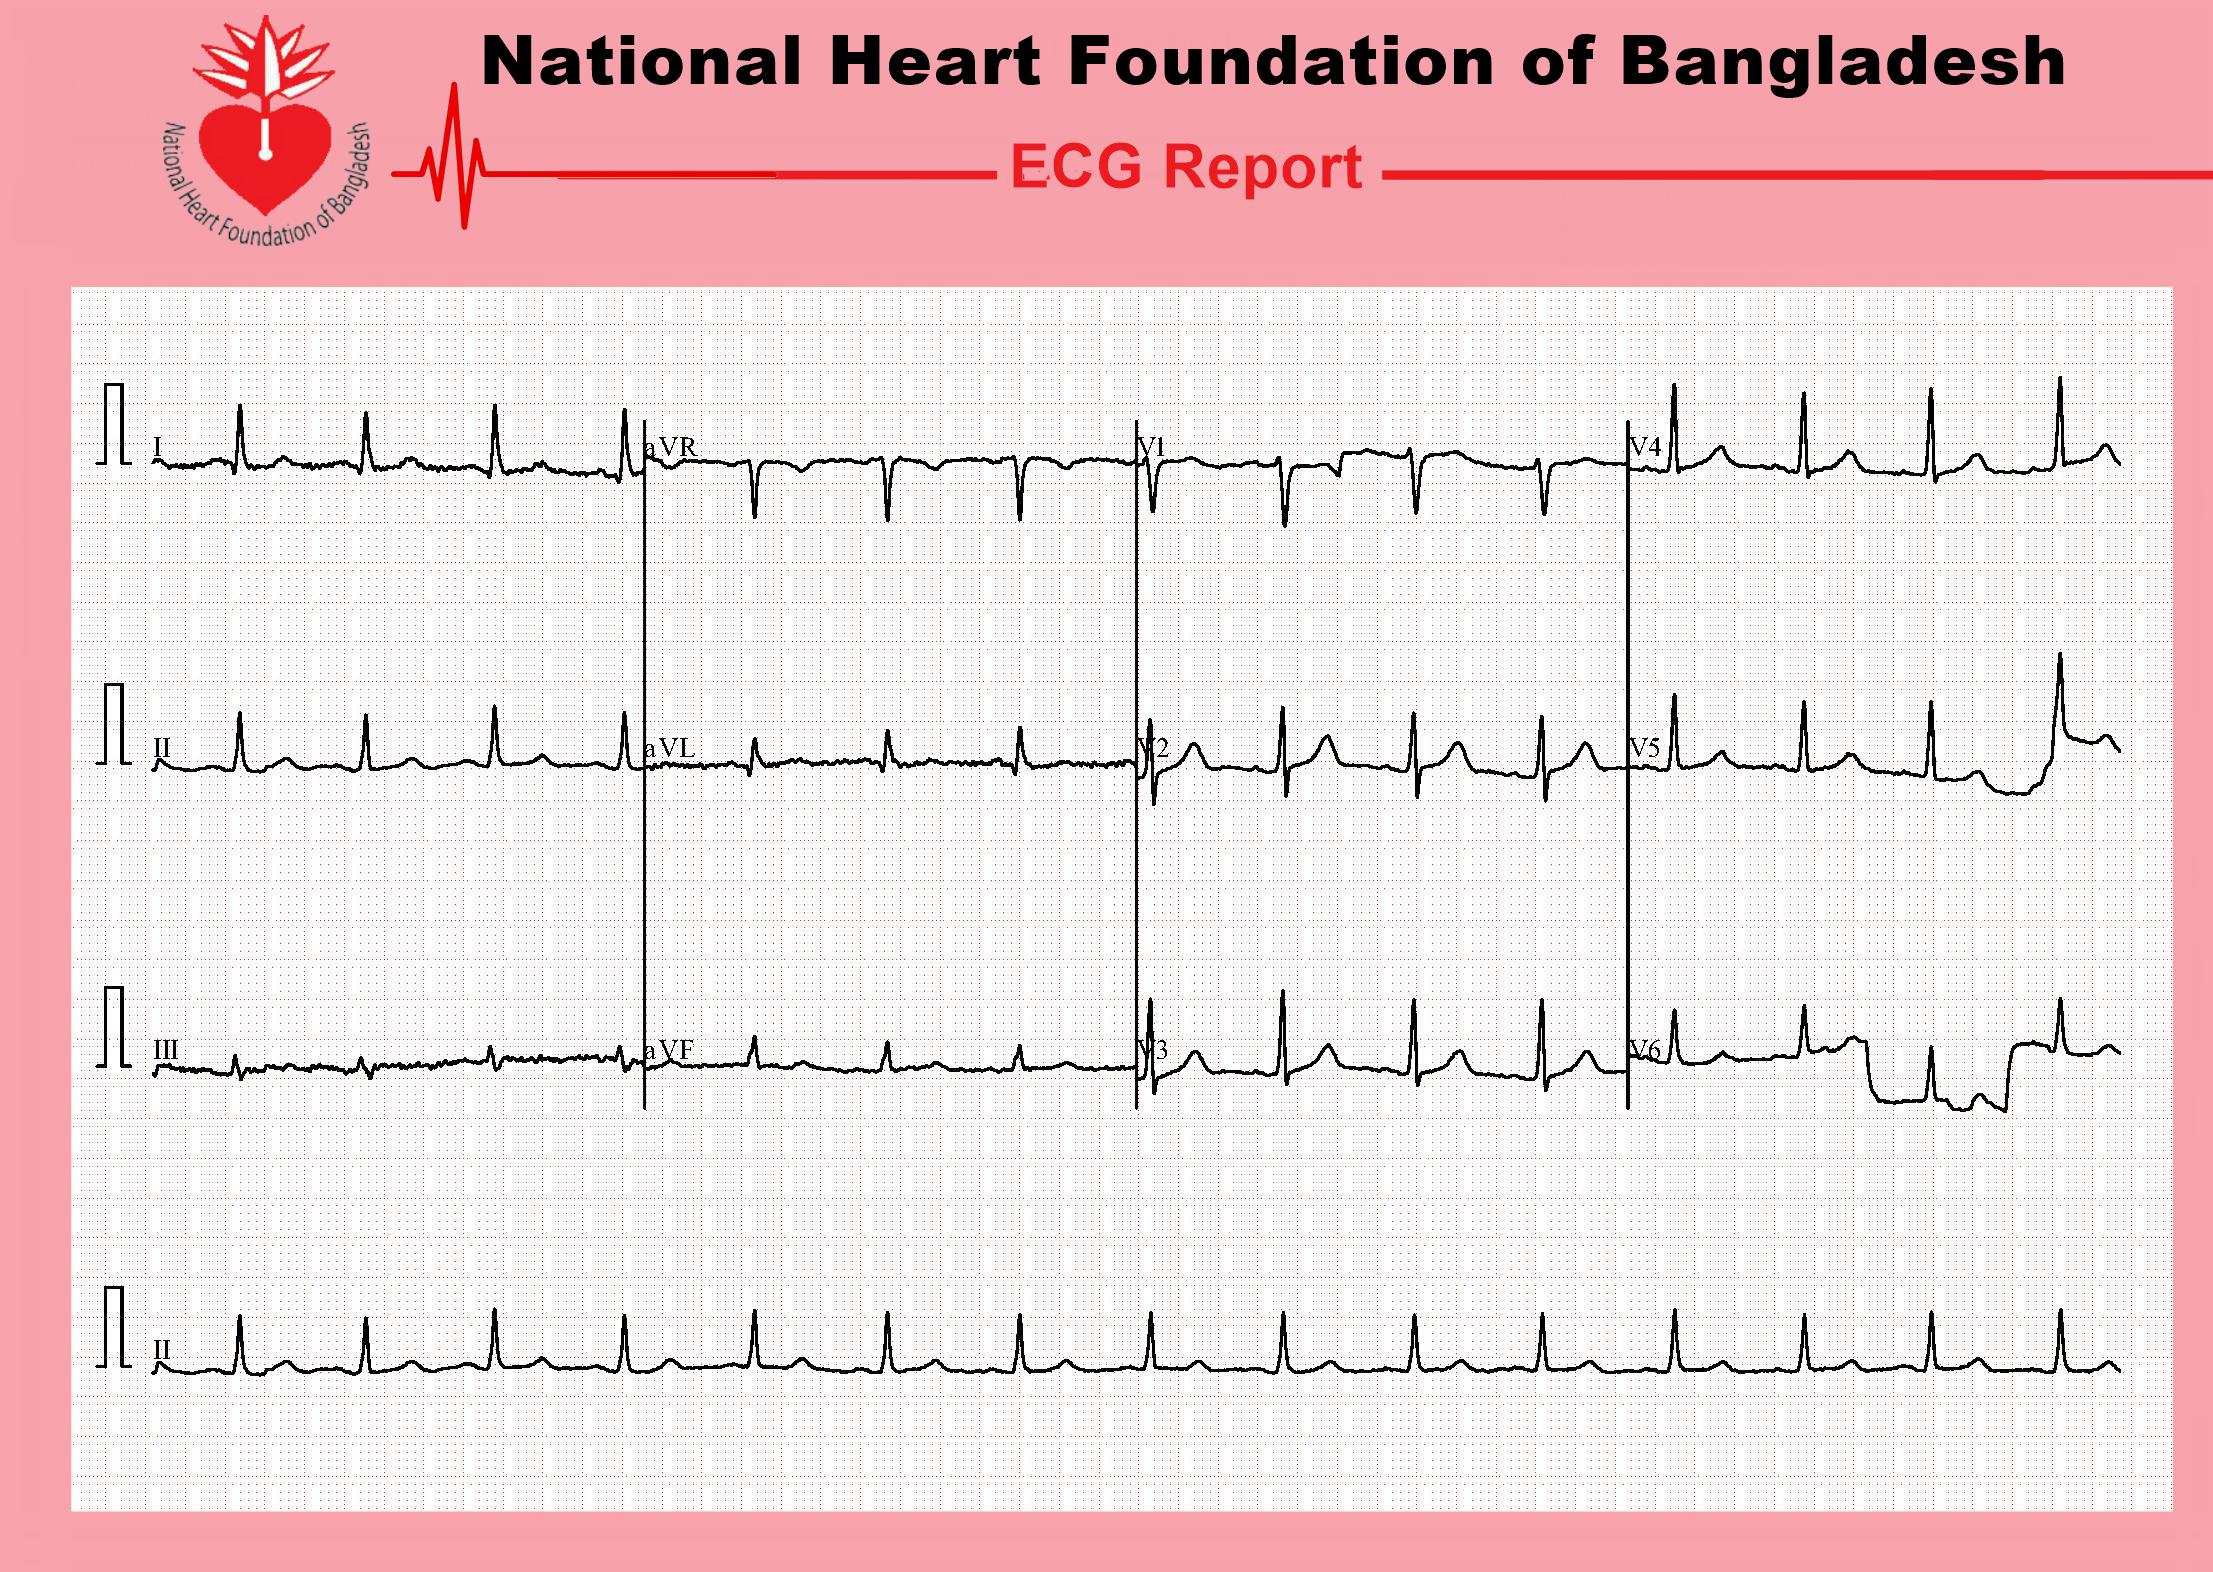 National Heart Foundation of Bangladesh
National Heart Foundation of Bangladesh
ECG Report
I aVR V1 V4
II aVL V2 V5
III aVF V3 V6
II